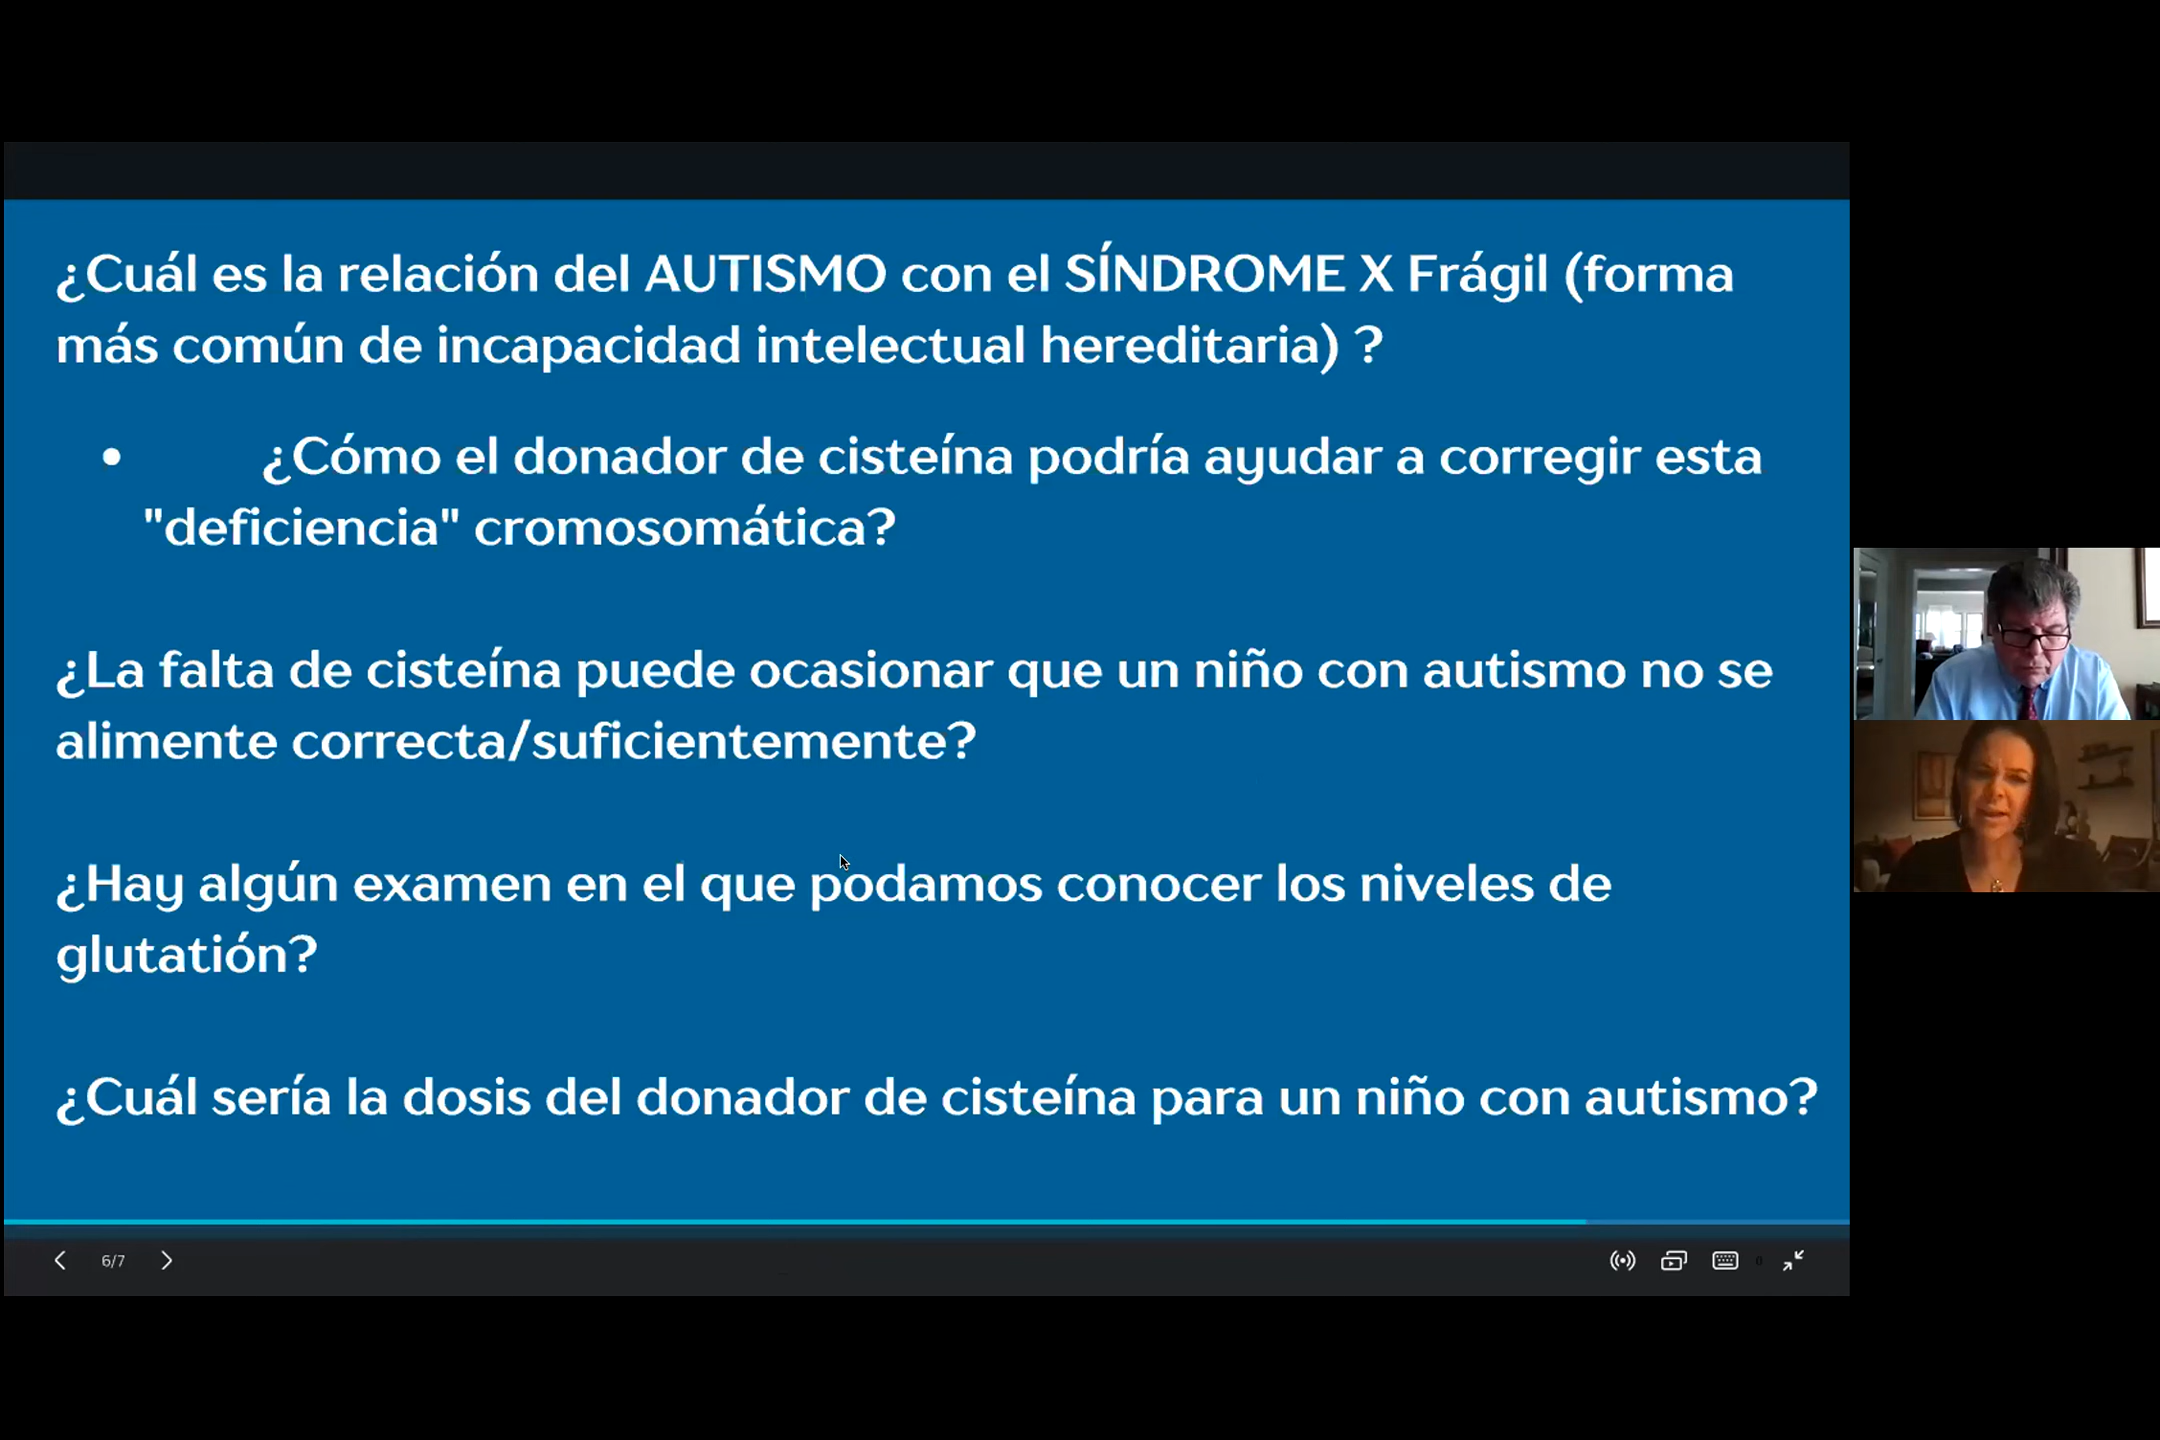 ¿Cuál es la relación del AUTISMO con el SÍNDROME X Frágil (forma
más común de incapacidad intelectual hereditaria) ?
• ¿Cómo el donador de cisteína podría ayudar a corregir esta
"deficiencia" cromosomática?
¿La falta de cisteína puede ocasionar que un niño con autismo no se
alimente correcta/suficientemente?
¿Hay algún examen en el que podamos conocer los niveles de
glutatión?
¿Cuál sería la dosis del donador de cisteína para un niño con autismo?
6/7
0